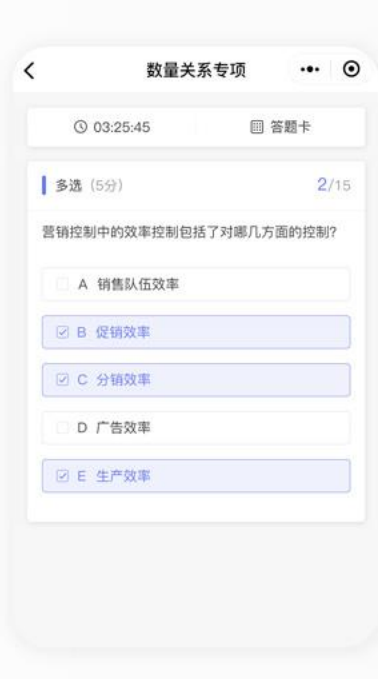 数量关系专项
03:25:45 答题卡
多选（5分） 2/15
营销控制中的效率控制包括了对哪几方面的控制？
A 销售队伍效率
B 促销效率
C 分销效率
D 广告效率
E 生产效率